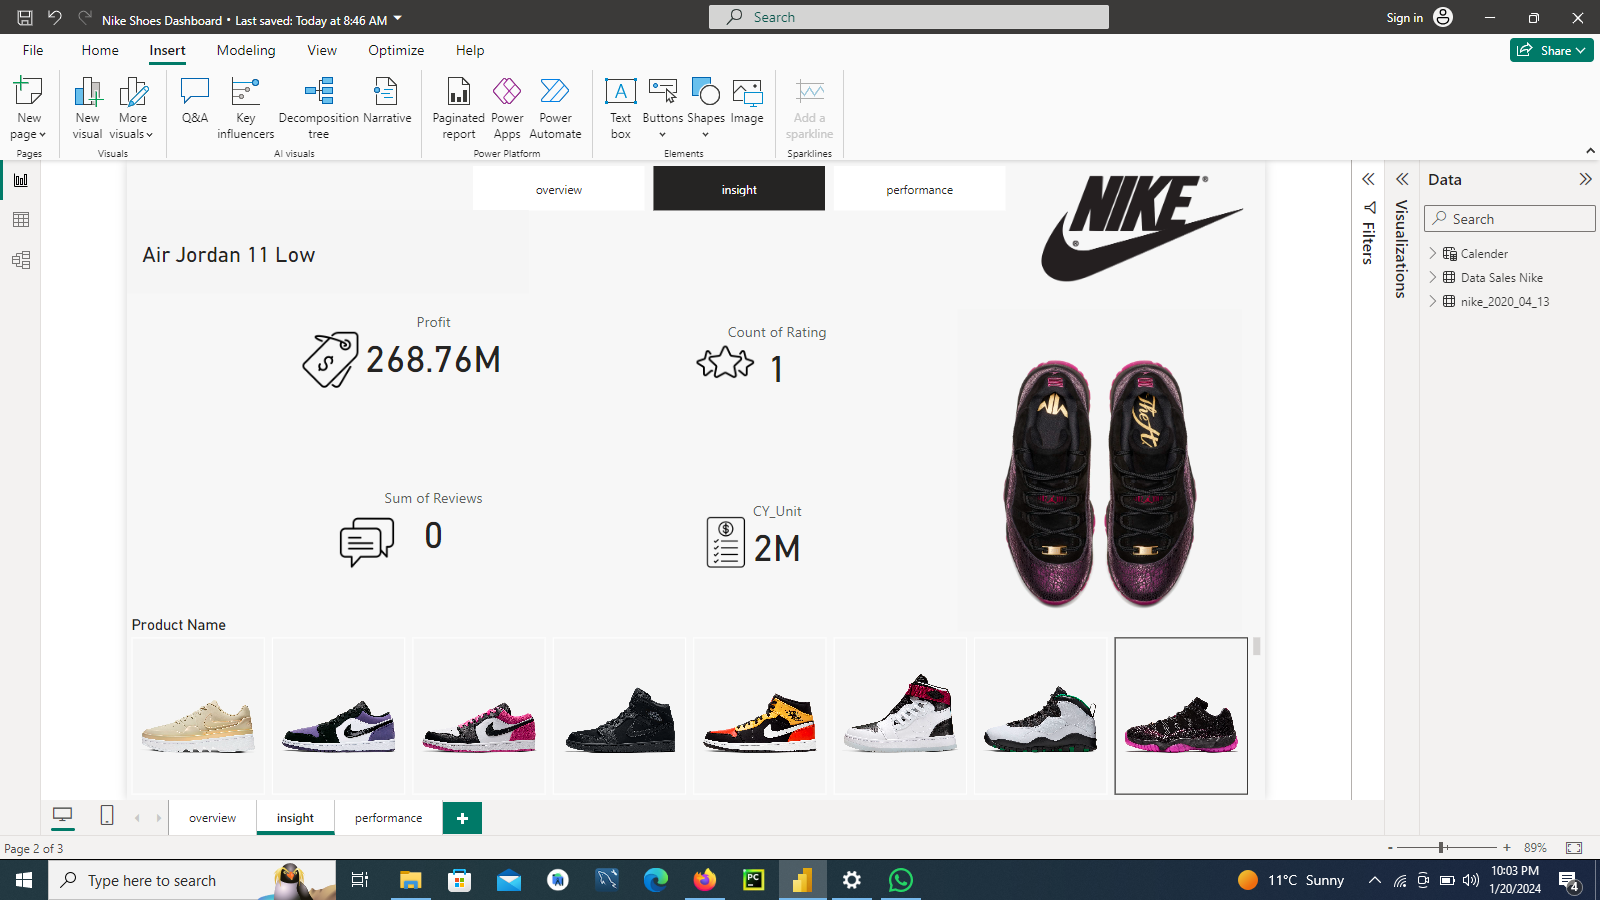 Nike Shoes Dashboard • Last saved: Today at 8:46 AM
Search
Sign in
File
Home
Insert
Modeling
View
Optimize
Help
Share
New page
New visual
More visuals
Q&A
Key influencers
Decomposition tree
Narrative
Paginated report
Power Apps
Power Automate
Text box
Buttons
Shapes
Image
Add a sparkline
Pages
Visuals
AI visuals
Power Platform
Elements
Sparklines
overview
insight
performance
NIKE
®
®
Air Jordan 11 Low
Profit
268.76M
Count of Rating
1
Sum of Reviews
0
CY_Unit
2M
Product Name
Filters
Visualizations
Data
Search
Calender
Data Sales Nike
nike_2020_04_13
overview
insight
performance
Page 2 of 3
89%
Type here to search
11°C Sunny
10:03 PM
1/20/2024
4